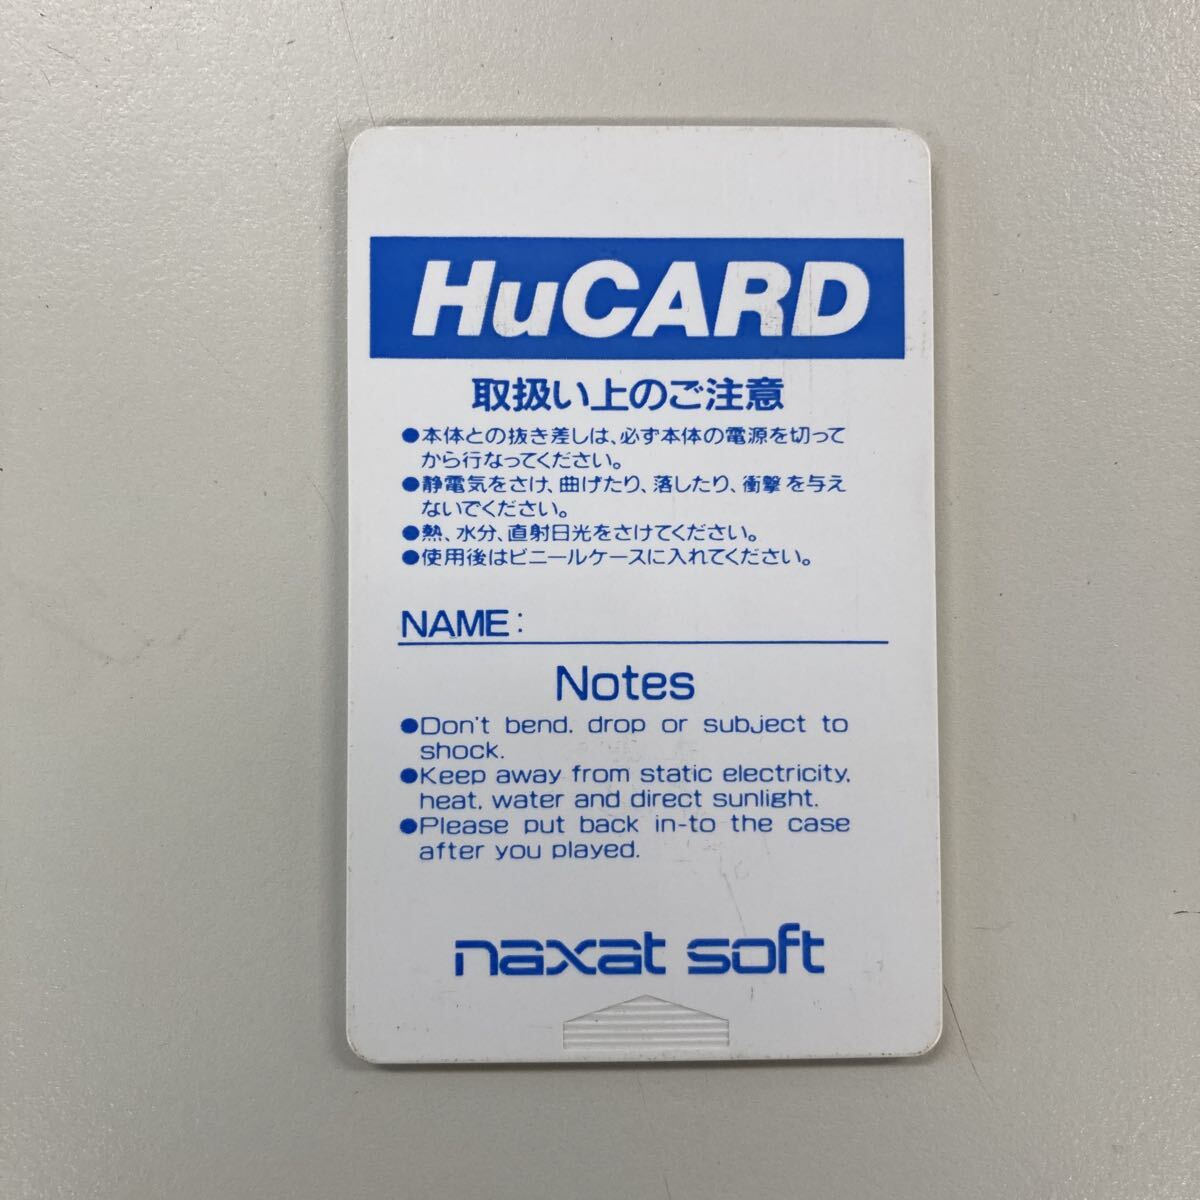 HuCARD
取扱い上のご注意
●本体との抜き差しは、必ず本体の電源を切って
から行なってください。
●静電気をさけ、曲げたり、落したり、衝撃を与え
ないでください。
●熱、水分、直射日光をさけてください。
●使用後はビニールケースに入れてください。
NAME:
Notes
●Don't bend. drop or subject to
shock.
●Keep away from static electricity.
heat. water and direct sunlight.
●Please put back in-to the case
after you played.
naxat soft